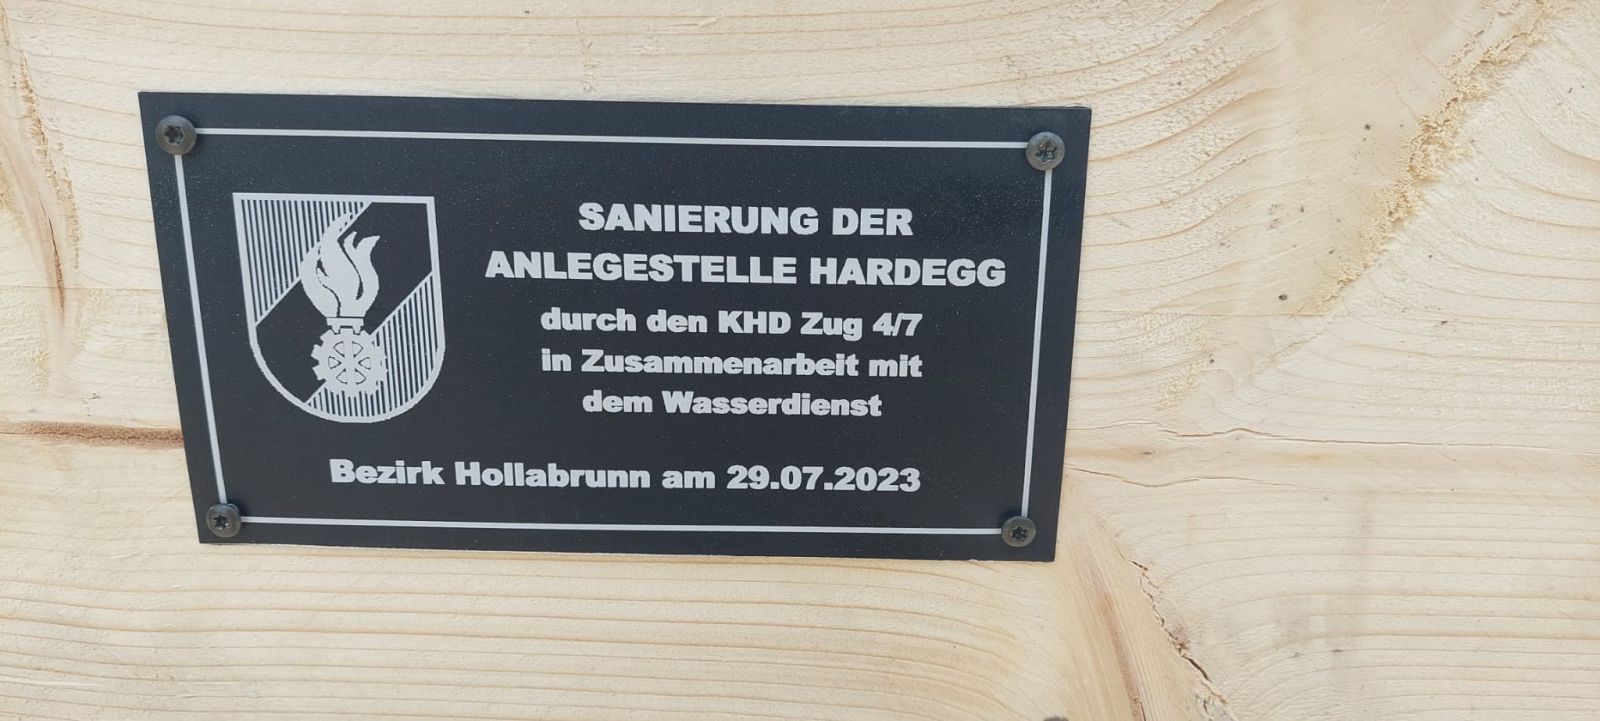 SANIERUNG DER
ANLEGESTELLE HARDEGG
durch den KHD Zug 4/7
in Zusammenarbeit mit
dem Wasserdienst
Bezirk Hollabrunn am 29.07.2023